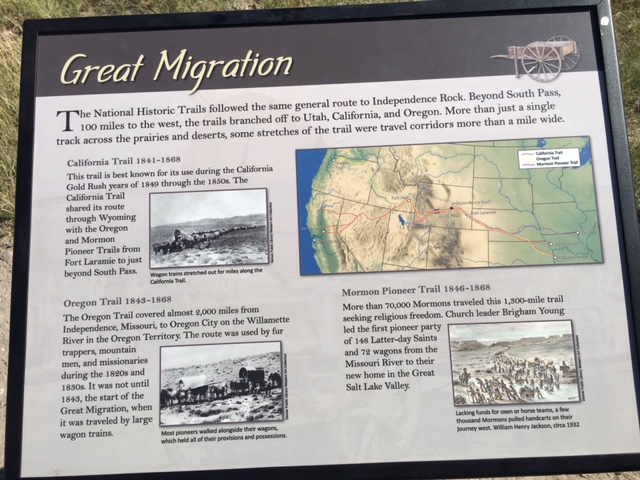 Great Migration
The National Historic Trails followed the same general route to Independence Rock. Beyond South Pass,
100 miles to the west, the trails branched off to Utah, California, and Oregon. More than just a single
track across the prairies and deserts, some stretches of the trail were travel corridors more than a mile wide.
California Trail 1841-1868
This trail is best known for its use during the California
Gold Rush years of 1849 through the 1850s. The
California Trail
shared its route
through Wyoming
with the Oregon
and Mormon
Pioneer Trails from
Fort Laramie to just
beyond South Pass.
Wagon trains stretched out for miles along the
California Trail.
California Trail
Oregon Trail
Mormon Pioneer Trail
Fort Laramie
Oregon Trail 1843-1868
The Oregon Trail covered almost 2,000 miles from
Independence, Missouri, to Oregon City on the Willamette
River in the Oregon Territory. The route was used by fur
trappers, mountain
men, and missionaries
during the 1820s and
1830s. It was not until
1843, the start of the
Great Migration, when
it was traveled by large
wagon trains.
Most pioneers walked alongside their wagons,
which held all of their provisions and possessions.
Mormon Pioneer Trail 1846-1868
More than 70,000 Mormons traveled this 1,300-mile trail
seeking religious freedom. Church leader Brigham Young
led the first pioneer party
of 148 Latter-day Saints
and 72 wagons from the
Missouri River to their
new home in the Great
Salt Lake Valley.
Lacking funds for oxen or horse teams, a few
thousand Mormons pulled handcarts on their
journey west. William Henry Jackson, circa 1932